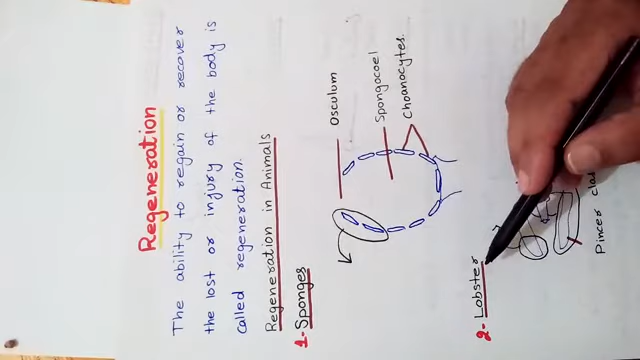 Regeneration
The ability to regain or recover
the lost or injury of the body is
called regeneration.
Regeneration in Animals
1- Sponges
Osculum
Spongocoel
Choanocytes.
2- Lobster
Pincer